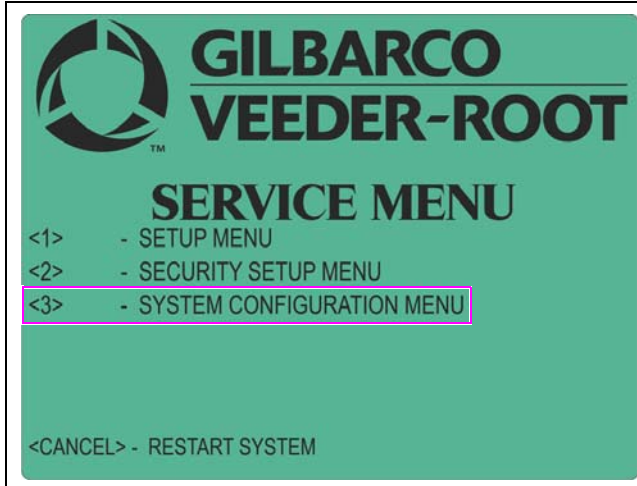 GILBARCO
VEEDER-ROOT
TM
SERVICE MENU
<1> - SETUP MENU
<2> - SECURITY SETUP MENU
<3> - SYSTEM CONFIGURATION MENU
<CANCEL> - RESTART SYSTEM